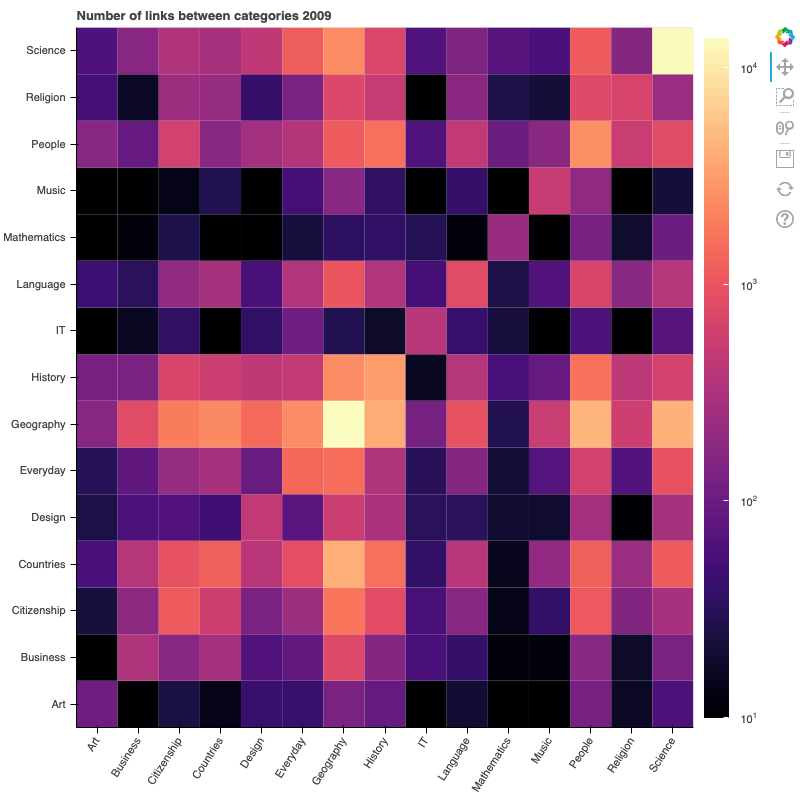 Number of links between categories 2009
Science
Religion
People
Music
Mathematics
Language
IT
History
Geography
Everyday
Design
Countries
Citizenship
Business
Art
Art
Business
Citizenship
Countries
Design
Everyday
Geography
History
IT
Language
Mathematics
Music
People
Religion
Science
10⁴
10³
10²
10¹